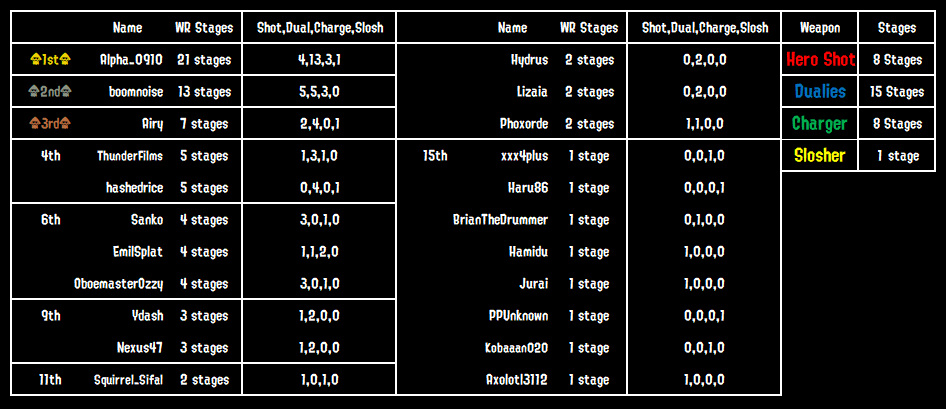 Name WR Stages Shot,Dual,Charge,Slosh Name WR Stages Shot,Dual,Charge,Slosh Weapon Stages
1st Alpha_0910 21 stages 4,13,3,1 Hydrus 2 stages 0,2,0,0 Hero Shot 8 Stages
2nd boomnoise 13 stages 5,5,3,0 Lizaia 2 stages 0,2,0,0 Dualies 15 Stages
3rd Airy 7 stages 2,4,0,1 Phoxorde 2 stages 1,1,0,0 Charger 8 Stages
4th ThunderFilms 5 stages 1,3,1,0 15th xxx4plus 1 stage 0,0,1,0 Slosher 1 stage
hashedrice 5 stages 0,4,0,1 Haru86 1 stage 0,0,0,1
6th Sanko 4 stages 3,0,1,0 BrianTheDrummer 1 stage 0,1,0,0
EmilSplat 4 stages 1,1,2,0 Hamidu 1 stage 1,0,0,0
OboemasterOzzy 4 stages 3,0,1,0 Jurai 1 stage 1,0,0,0
9th Ydash 3 stages 1,2,0,0 PPUnknown 1 stage 0,0,0,1
Nexus47 3 stages 1,2,0,0 Kobaaan020 1 stage 0,0,1,0
11th Squirrel_Sifal 2 stages 1,0,1,0 Axolotl3112 1 stage 1,0,0,0